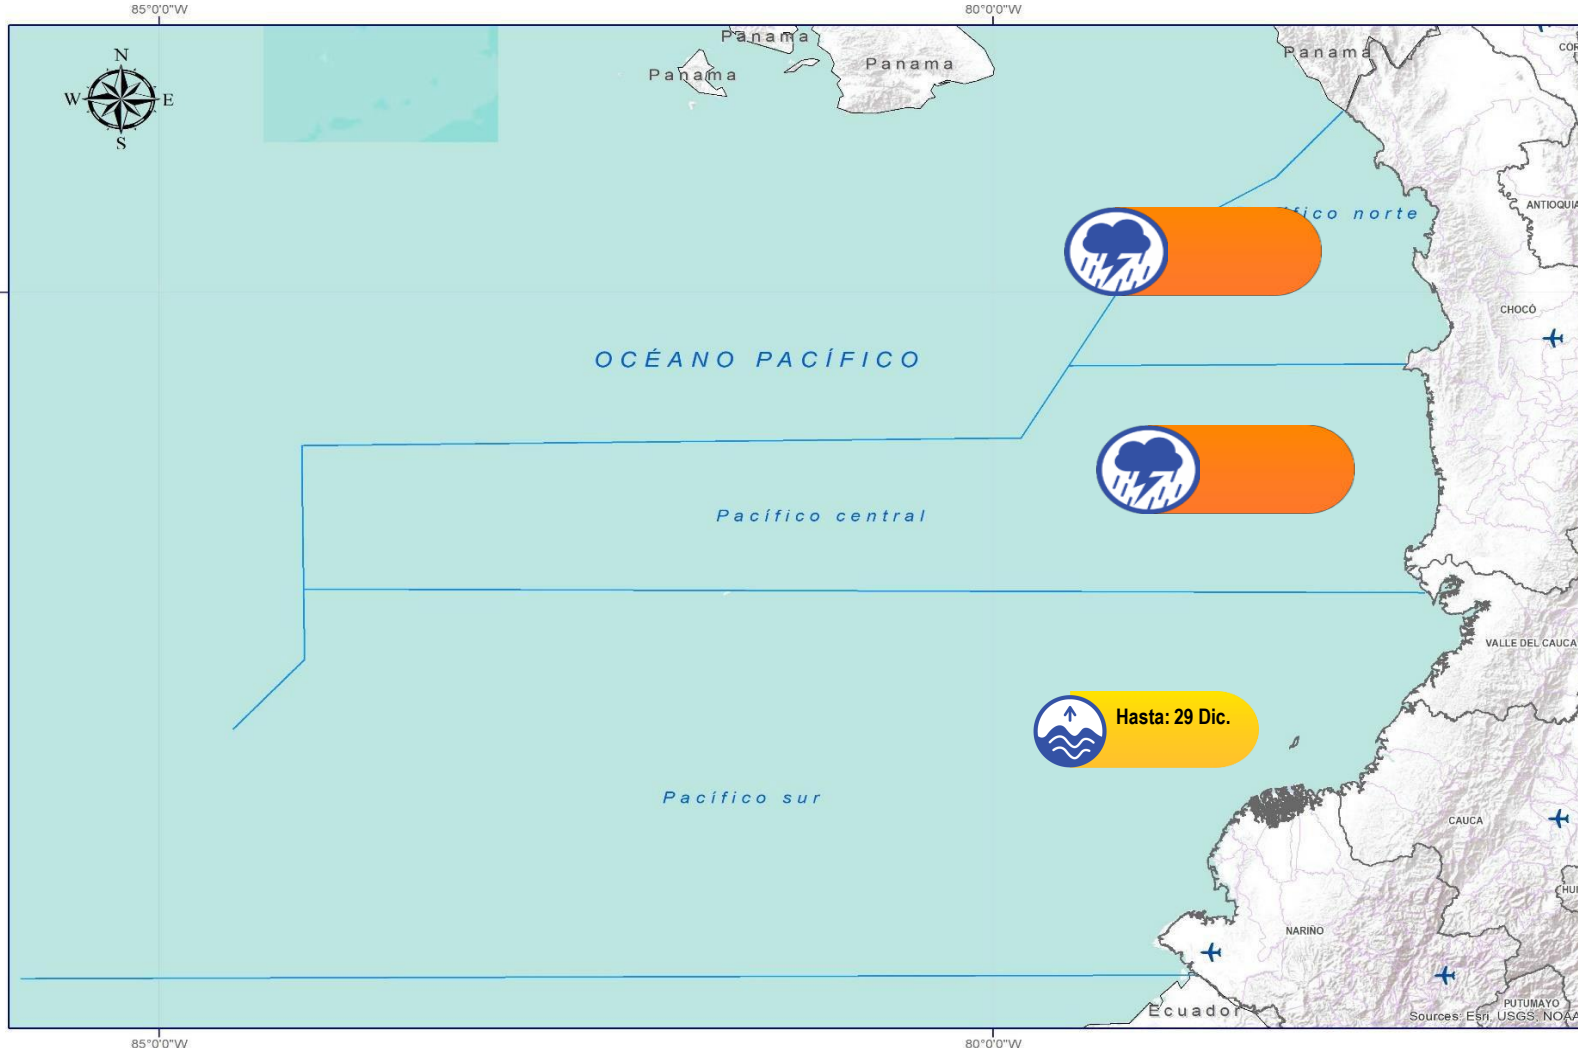 85°0'0"W
80°0'0"W
N
W
E
S
Panama
Panama
Panama
Panama
ANTIOQUIA
ífico norte
CHOCÓ
OCÉANO PACÍFICO
Pacífico central
VALLE DEL CAUCA
Hasta: 29 Dic.
Pacífico sur
CAUCA
NARIÑO
PUTUMAYO
Ecuador
Sources: Esri, USGS, NOAA
85°0'0"W
80°0'0"W